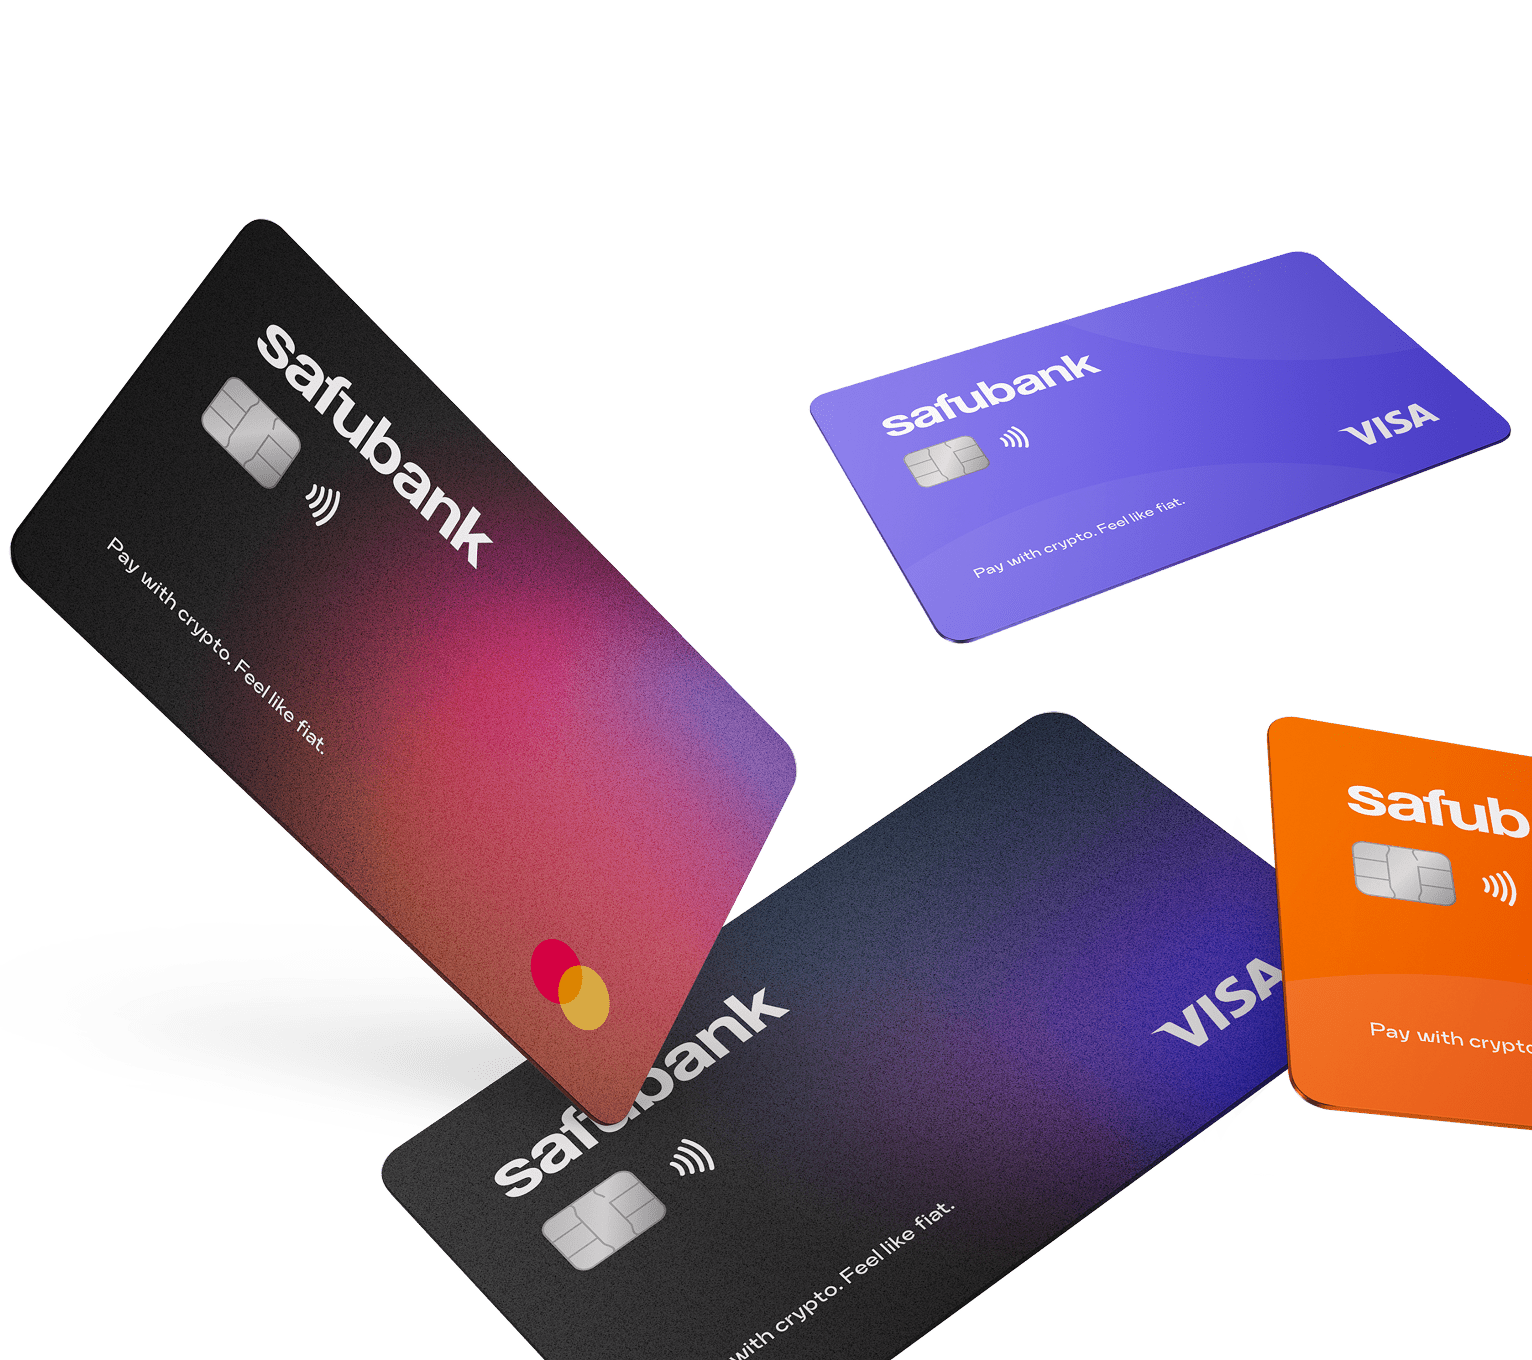 safubank
Pay with crypto. Feel like fiat.
safubank
VISA
Pay with crypto. Feel like fiat.
safubank
VISA
with crypto. Feel like fiat.
safub
Pay with crypto